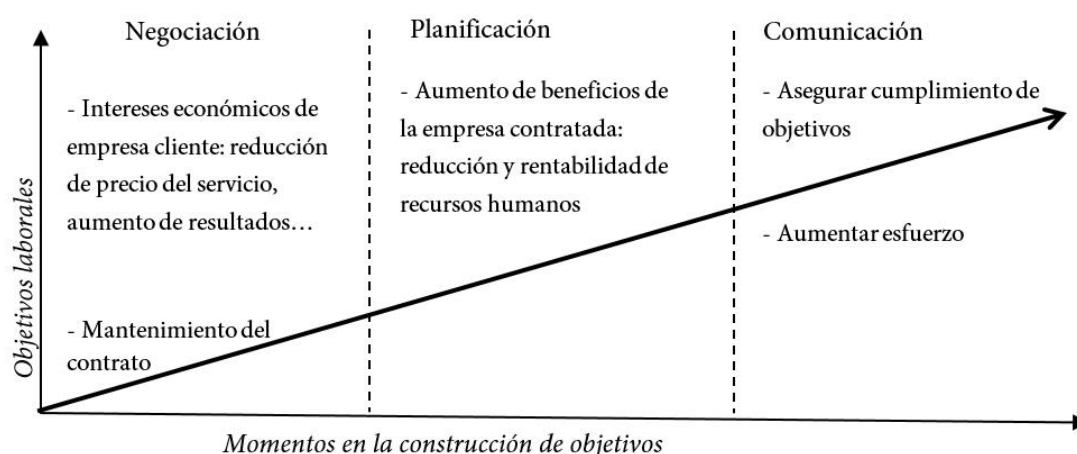 Negociación
- Intereses económicos de
empresa cliente: reducción
de precio del servicio,
aumento de resultados…
- Mantenimiento del
contrato
Planificación
- Aumento de beneficios de
la empresa contratada:
reducción y rentabilidad de
recursos humanos
Comunicación
- Asegurar cumplimiento de
objetivos
- Aumentar esfuerzo
Objetivos laborales
Momentos en la construcción de objetivos